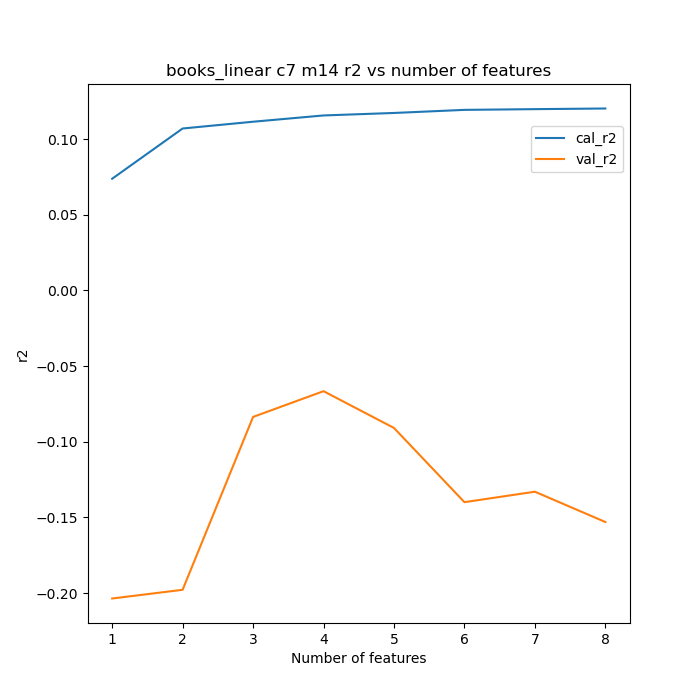 books_linear c7 m14 r2 vs number of features
0.10
0.05
0.00
−0.05
−0.10
−0.15
−0.20
r2
cal_r2
val_r2
1 2 3 4 5 6 7 8
Number of features